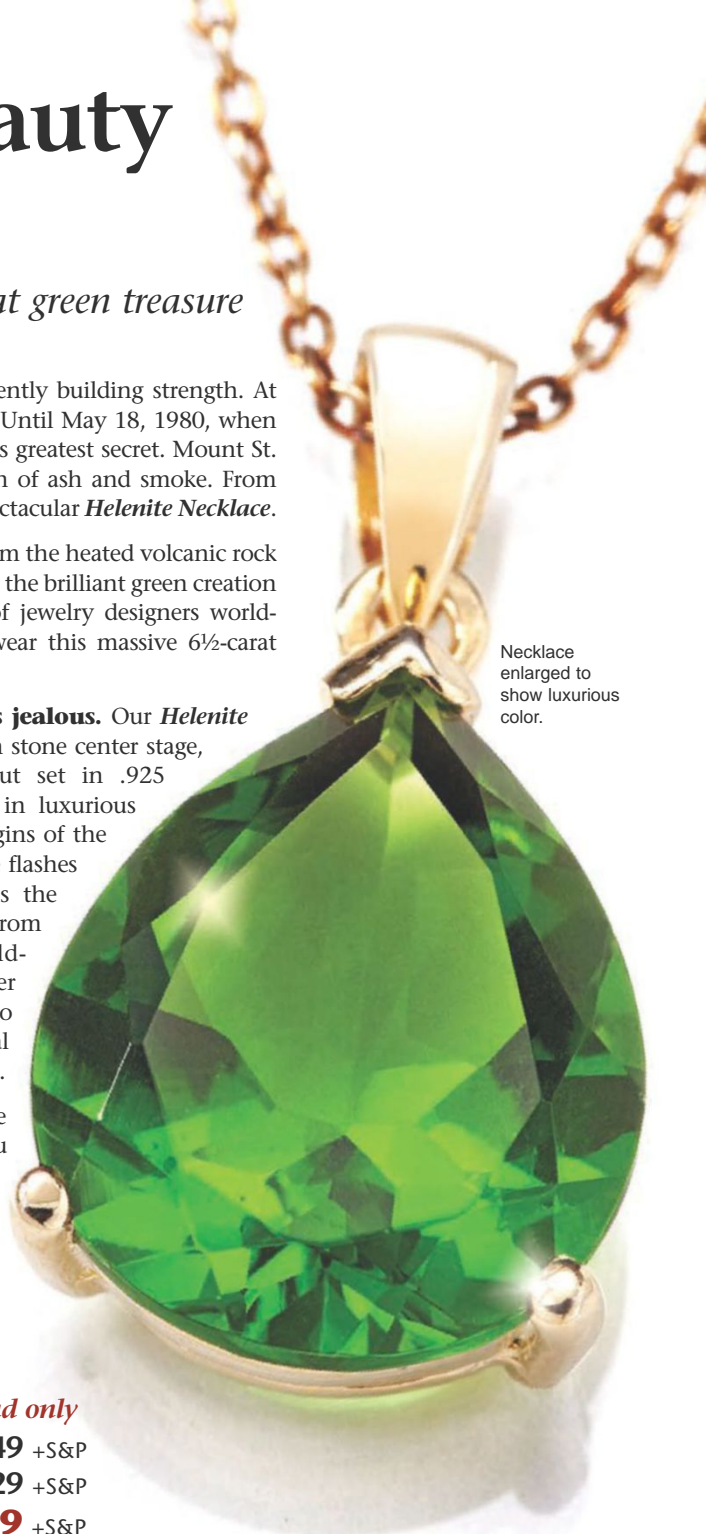 auty
at green treasure
ently building strength. At
Until May 18, 1980, when
s greatest secret. Mount St.
n of ash and smoke. From
ctacular Helenite Necklace.
m the heated volcanic rock
the brilliant green creation
of jewelry designers world-
wear this massive 6½-carat
Necklace
enlarged to
show luxurious
color.
s jealous. Our Helenite
n stone center stage,
ut set in .925
in luxurious
gins of the
flashes
s the
rom
ld-
er
o
l
.
e
u
d only
49 +S&P
29 +S&P
9 +S&P